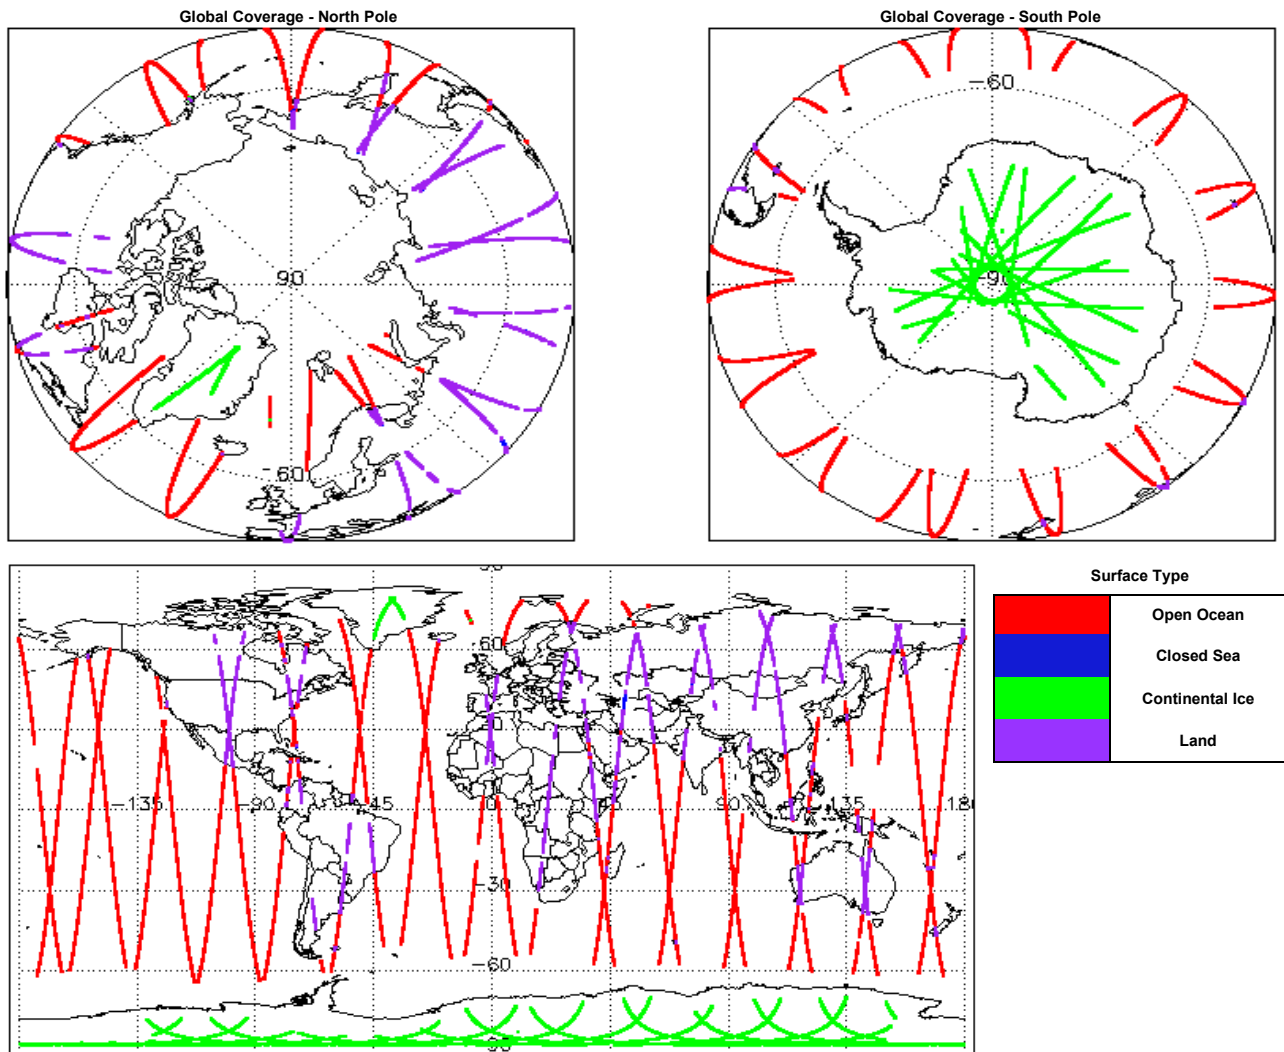 Global Coverage - North Pole
Global Coverage - South Pole
90
-60
-60
-90
-60
-135
-90
-45
0
45
90
135
180
-30
-60
Surface Type
Open Ocean
Closed Sea
Continental Ice
Land